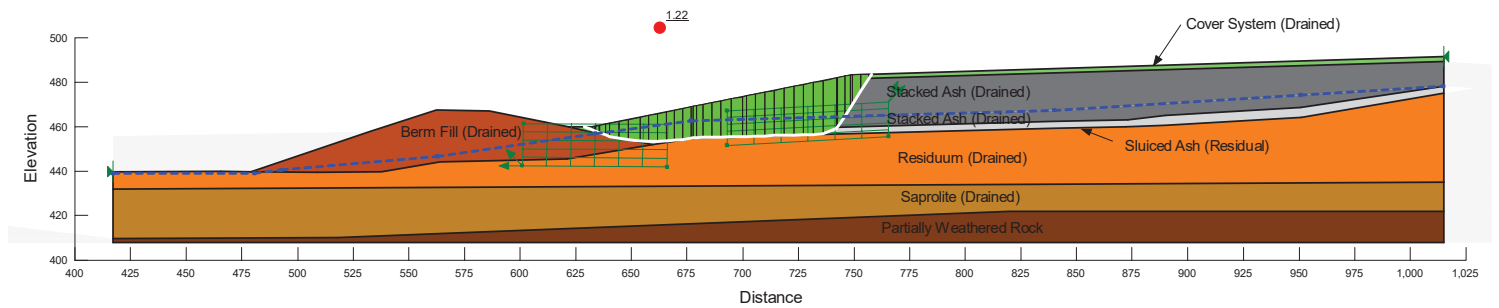 1.22
Cover System (Drained)
500
480
460
440
420
400
Elevation
Stacked Ash (Drained)
Stacked Ash (Drained)
Berm Fill (Drained)
Sluiced Ash (Residual)
Residuum (Drained)
Saprolite (Drained)
Partially Weathered Rock
400 425 450 475 500 525 550 575 600 625 650 675 700 725 750 775 800 825 850 875 900 925 950 975 1,000 1,025
Distance